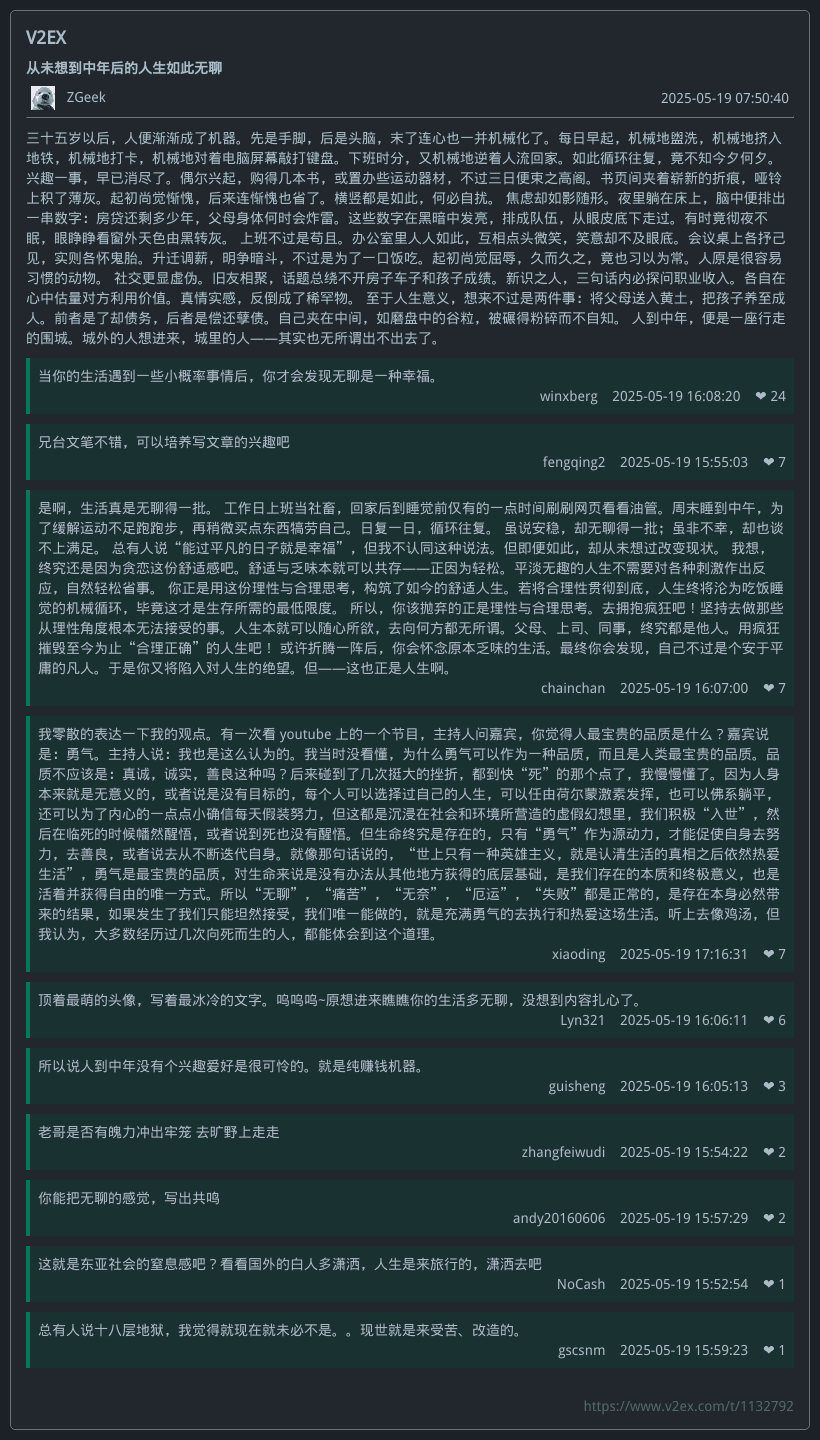 V2EX
从未想到中年后的人生如此无聊
ZGeek 2025-05-19 07:50:40
三十五岁以后，人便渐渐成了机器。先是手脚，后是头脑，末了连心也一并机械化了。每日早起，机械地盥洗，机械地挤入
地铁，机械地打卡，机械地对着电脑屏幕敲打键盘。下班时分，又机械地逆着人流回家。如此循环往复，竟不知今夕何夕。
兴趣一事，早已消尽了。偶尔兴起，购得几本书，或置办些运动器材，不过三日便束之高阁。书页间夹着崭新的折痕，哑铃
上积了薄灰。起初尚觉惭愧，后来连惭愧也省了。横竖都是如此，何必自扰。 焦虑却如影随形。夜里躺在床上，脑中便排出
一串数字：房贷还剩多少年，父母身体何时会炸雷。这些数字在黑暗中发亮，排成队伍，从眼皮底下走过。有时竟彻夜不
眠，眼睁睁看窗外天色由黑转灰。 上班不过是苟且。办公室里人人如此，互相点头微笑，笑意却不及眼底。会议桌上各抒己
见，实则各怀鬼胎。升迁调薪，明争暗斗，不过是为了一口饭吃。起初尚觉屈辱，久而久之，竟也习以为常。人原是很容易
习惯的动物。 社交更显虚伪。旧友相聚，话题总绕不开房子车子和孩子成绩。新识之人，三句话内必探问职业收入。各自在
心中估量对方利用价值。真情实感，反倒成了稀罕物。 至于人生意义，想来不过是两件事：将父母送入黄土，把孩子养至成
人。前者是了却债务，后者是偿还孽债。自己夹在中间，如磨盘中的谷粒，被碾得粉碎而不自知。 人到中年，便是一座行走
的围城。城外的人想进来，城里的人——其实也无所谓出不出去了。
当你的生活遇到一些小概率事情后，你才会发现无聊是一种幸福。
winxberg 2025-05-19 16:08:20 ❤ 24
兄台文笔不错，可以培养写文章的兴趣吧
fengqing2 2025-05-19 15:55:03 ❤ 7
是啊，生活真是无聊得一批。 工作日上班当社畜，回家后到睡觉前仅有的一点时间刷刷网页看看油管。周末睡到中午，为
了缓解运动不足跑跑步，再稍微买点东西犒劳自己。日复一日，循环往复。 虽说安稳，却无聊得一批；虽非不幸，却也谈
不上满足。 总有人说“能过平凡的日子就是幸福”，但我不认同这种说法。但即便如此，却从未想过改变现状。 我想，
终究还是因为贪恋这份舒适感吧。舒适与乏味本就可以共存——正因为轻松。平淡无趣的人生不需要对各种刺激作出反
应，自然轻松省事。 你正是用这份理性与合理思考，构筑了如今的舒适人生。若将合理性贯彻到底，人生终将沦为吃饭睡
觉的机械循环，毕竟这才是生存所需的最低限度。 所以，你该抛弃的正是理性与合理思考。去拥抱疯狂吧！坚持去做那些
从理性角度根本无法接受的事。人生本就可以随心所欲，去向何方都无所谓。父母、上司、同事，终究都是他人。用疯狂
摧毁至今为止“合理正确”的人生吧！ 或许折腾一阵后，你会怀念原本乏味的生活。最终你会发现，自己不过是个安于平
庸的凡人。于是你又将陷入对人生的绝望。但——这也正是人生啊。
chainchan 2025-05-19 16:07:00 ❤ 7
我零散的表达一下我的观点。有一次看 youtube 上的一个节目，主持人问嘉宾，你觉得人最宝贵的品质是什么？嘉宾说
是：勇气。主持人说：我也是这么认为的。我当时没看懂，为什么勇气可以作为一种品质，而且是人类最宝贵的品质。品
质不应该是：真诚，诚实，善良这种吗？后来碰到了几次挺大的挫折，都到快“死”的那个点了，我慢慢懂了。因为人身
本来就是无意义的，或者说是没有目标的，每个人可以选择过自己的人生，可以任由荷尔蒙激素发挥，也可以佛系躺平，
还可以为了内心的一点点小确信每天假装努力，但这都是沉浸在社会和环境所营造的虚假幻想里，我们积极“入世”，然
后在临死的时候幡然醒悟，或者说到死也没有醒悟。但生命终究是存在的，只有“勇气”作为源动力，才能促使自身去努
力，去善良，或者说去从不断迭代自身。就像那句话说的，“世上只有一种英雄主义，就是认清生活的真相之后依然热爱
生活”，勇气是最宝贵的品质，对生命来说是没有办法从其他地方获得的底层基础，是我们存在的本质和终极意义，也是
活着并获得自由的唯一方式。所以“无聊”，“痛苦”，“无奈”，“厄运”，“失败”都是正常的，是存在本身必然带
来的结果，如果发生了我们只能坦然接受，我们唯一能做的，就是充满勇气的去执行和热爱这场生活。听上去像鸡汤，但
我认为，大多数经历过几次向死而生的人，都能体会到这个道理。
xiaoding 2025-05-19 17:16:31 ❤ 7
顶着最萌的头像，写着最冰冷的文字。呜呜呜~原想进来瞧瞧你的生活多无聊，没想到内容扎心了。
Lyn321 2025-05-19 16:06:11 ❤ 6
所以说人到中年没有个兴趣爱好是很可怜的。就是纯赚钱机器。
guisheng 2025-05-19 16:05:13 ❤ 3
老哥是否有魄力冲出牢笼 去旷野上走走
zhangfeiwudi 2025-05-19 15:54:22 ❤ 2
你能把无聊的感觉，写出共鸣
andy20160606 2025-05-19 15:57:29 ❤ 2
这就是东亚社会的窒息感吧？看看国外的白人多潇洒，人生是来旅行的，潇洒去吧
NoCash 2025-05-19 15:52:54 ❤ 1
总有人说十八层地狱，我觉得就现在就未必不是。。现世就是来受苦、改造的。
gscsnm 2025-05-19 15:59:23 ❤ 1
https://www.v2ex.com/t/1132792